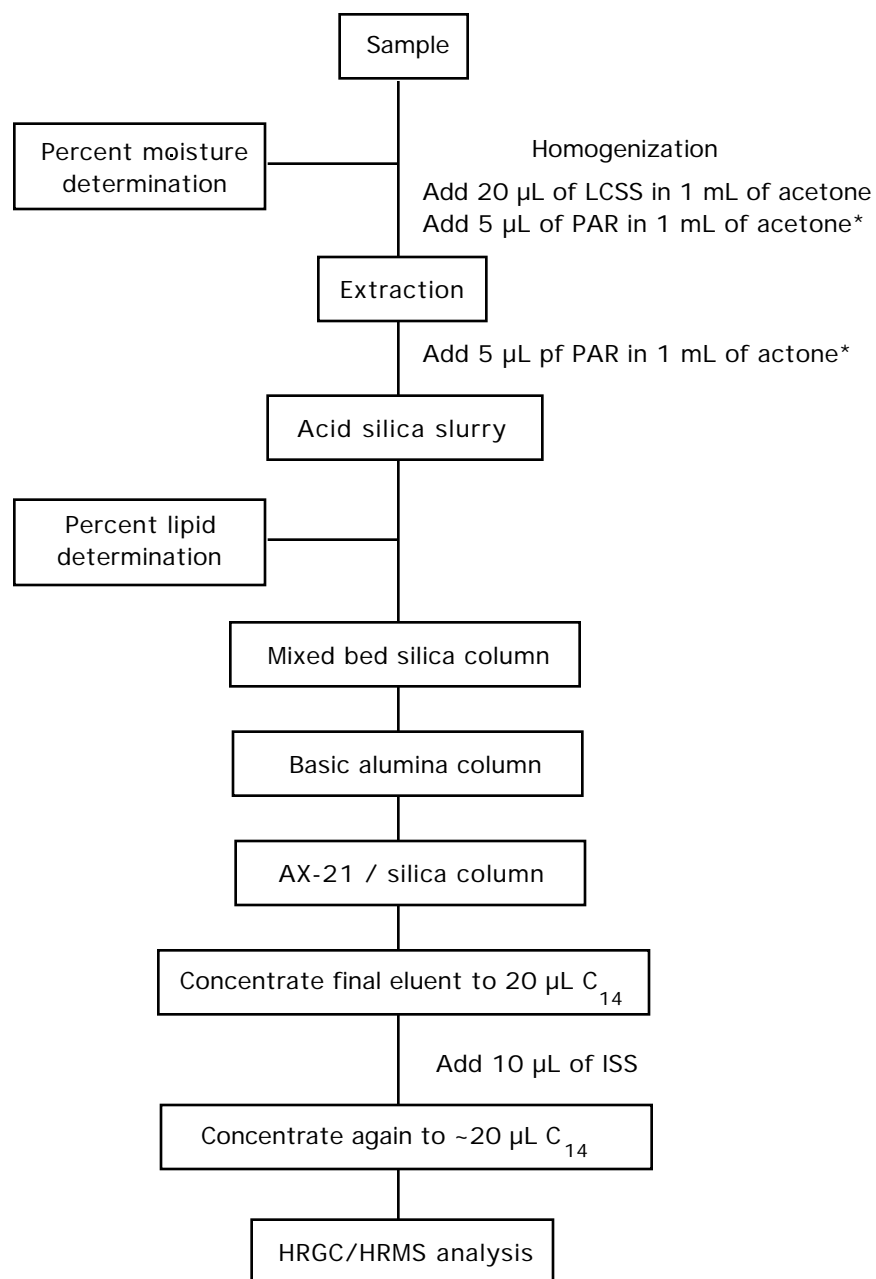 Sample
Percent moisture
determination
Homogenization
Add 20 µL of LCSS in 1 mL of acetone
Add 5 µL of PAR in 1 mL of acetone*
Extraction
Add 5 µL pf PAR in 1 mL of actone*
Acid silica slurry
Percent lipid
determination
Mixed bed silica column
Basic alumina column
AX-21 / silica column
Concentrate final eluent to 20 µL C14
Add 10 µL of ISS
Concentrate again to ~20 µL C14
HRGC/HRMS analysis